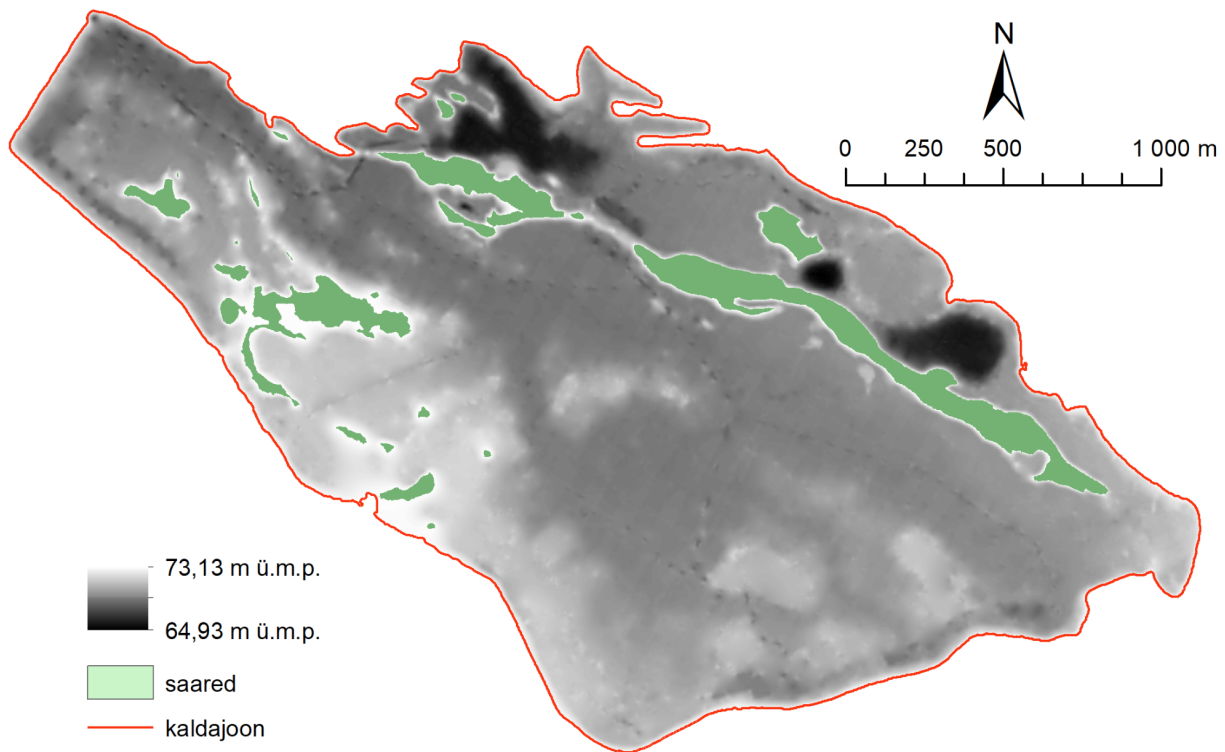 N
0 250 500 1 000 m
73,13 m ü.m.p.
64,93 m ü.m.p.
saared
kaldajoon